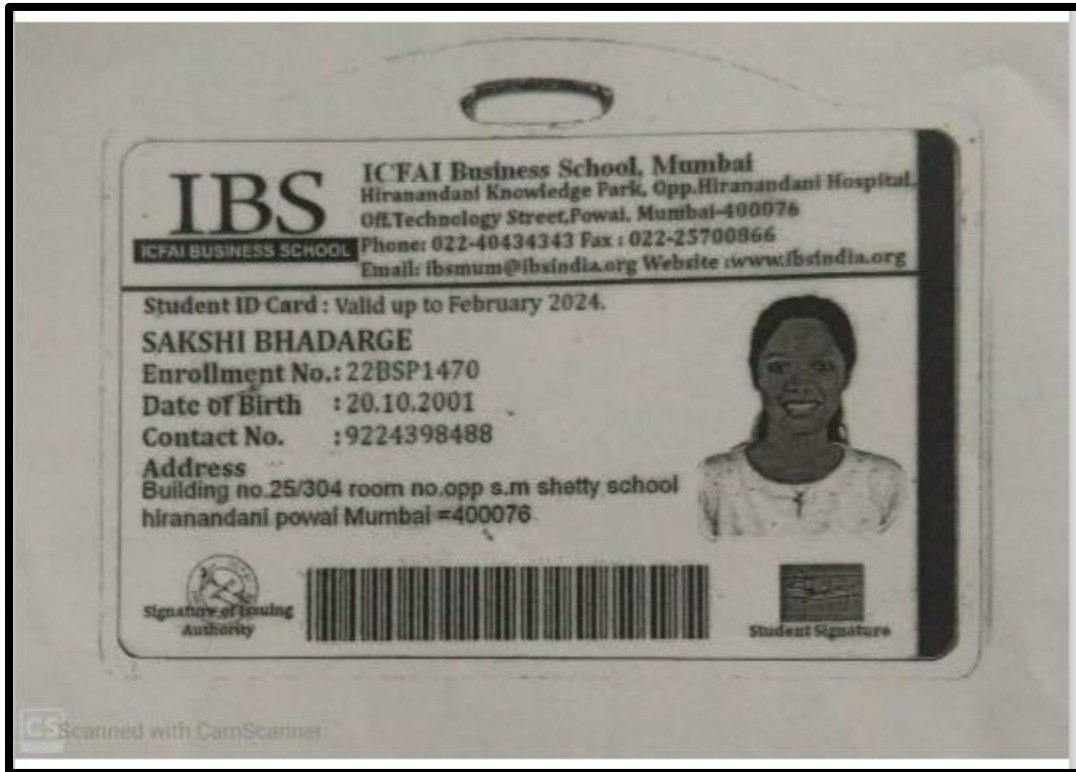 IBS
ICFAI BUSINESS SCHOOL
ICFAI Business School, Mumbai
Hiranandani Knowledge Park, Opp.Hiranandani Hospital,
Off.Technology Street,Powai. Mumbai-400076
Phone: 022-40434343 Fax : 022-25700866
Email: ibsmum@ibsindia.org Website :www.ibsindia.org
Student ID Card : Valid up to February 2024.
SAKSHI BHADARGE
Enrollment No.: 22BSP1470
Date of Birth : 20.10.2001
Contact No. :9224398488
Address
Building no.25/304 room no.opp s.m shetty school
hiranandani powai Mumbai =400076
Signature of Issuing
Authority
Student Signature
CS Scanned with CamScanner